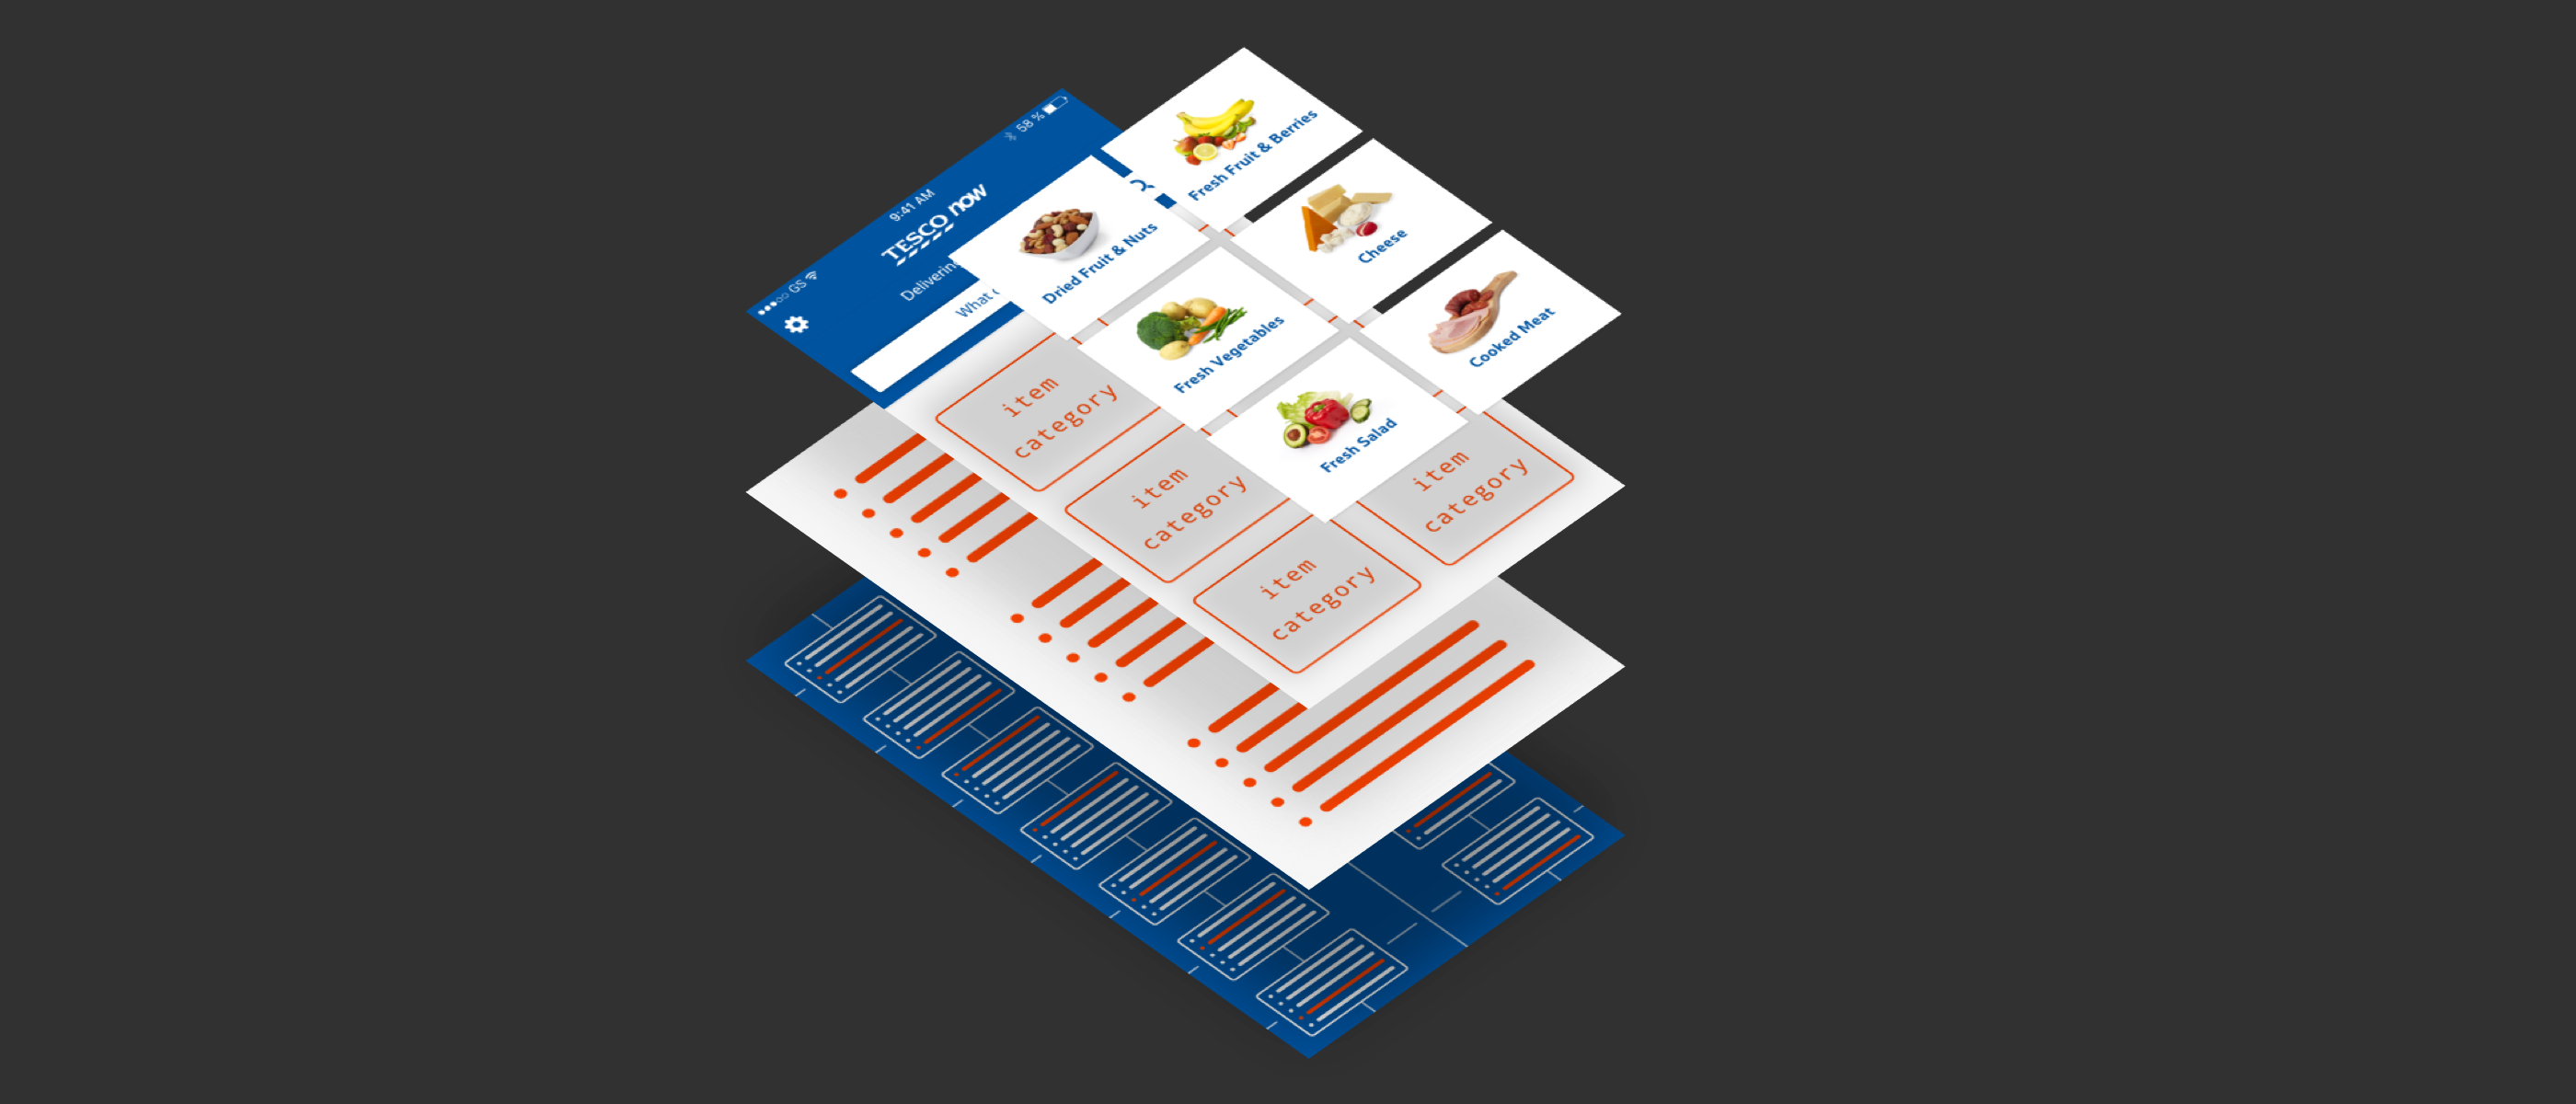 GS
9:41 AM
58 %
TESCO now
What
Dried Fruit & Nuts
Fresh Fruit & Berries
Fresh Vegetables
Cheese
Fresh Salad
Cooked Meat
item
category
item
category
item
category
item
category